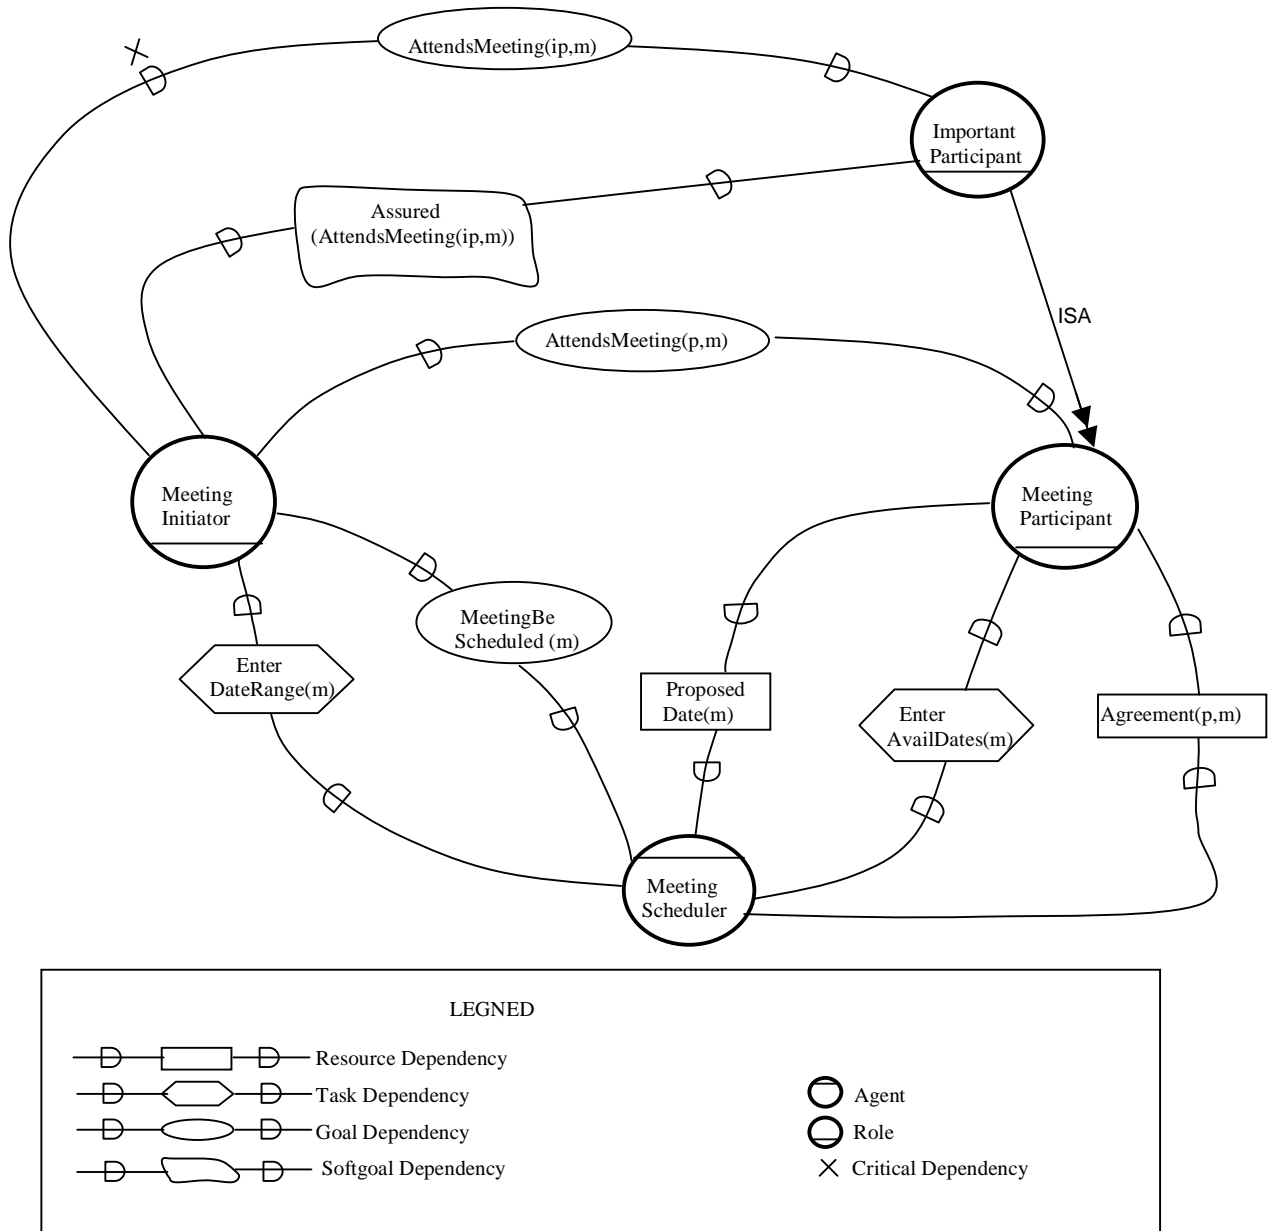 AttendsMeeting(ip,m)
Important
Participant
Assured
(AttendsMeeting(ip,m))
ISA
AttendsMeeting(p,m)
Meeting
Initiator
Meeting
Participant
MeetingBe
Scheduled (m)
Enter
DateRange(m)
Proposed
Date(m)
Enter
AvailDates(m)
Agreement(p,m)
Meeting
Scheduler
LEGNED
Resource Dependency
Task Dependency
Goal Dependency
Softgoal Dependency
Agent
Role
Critical Dependency